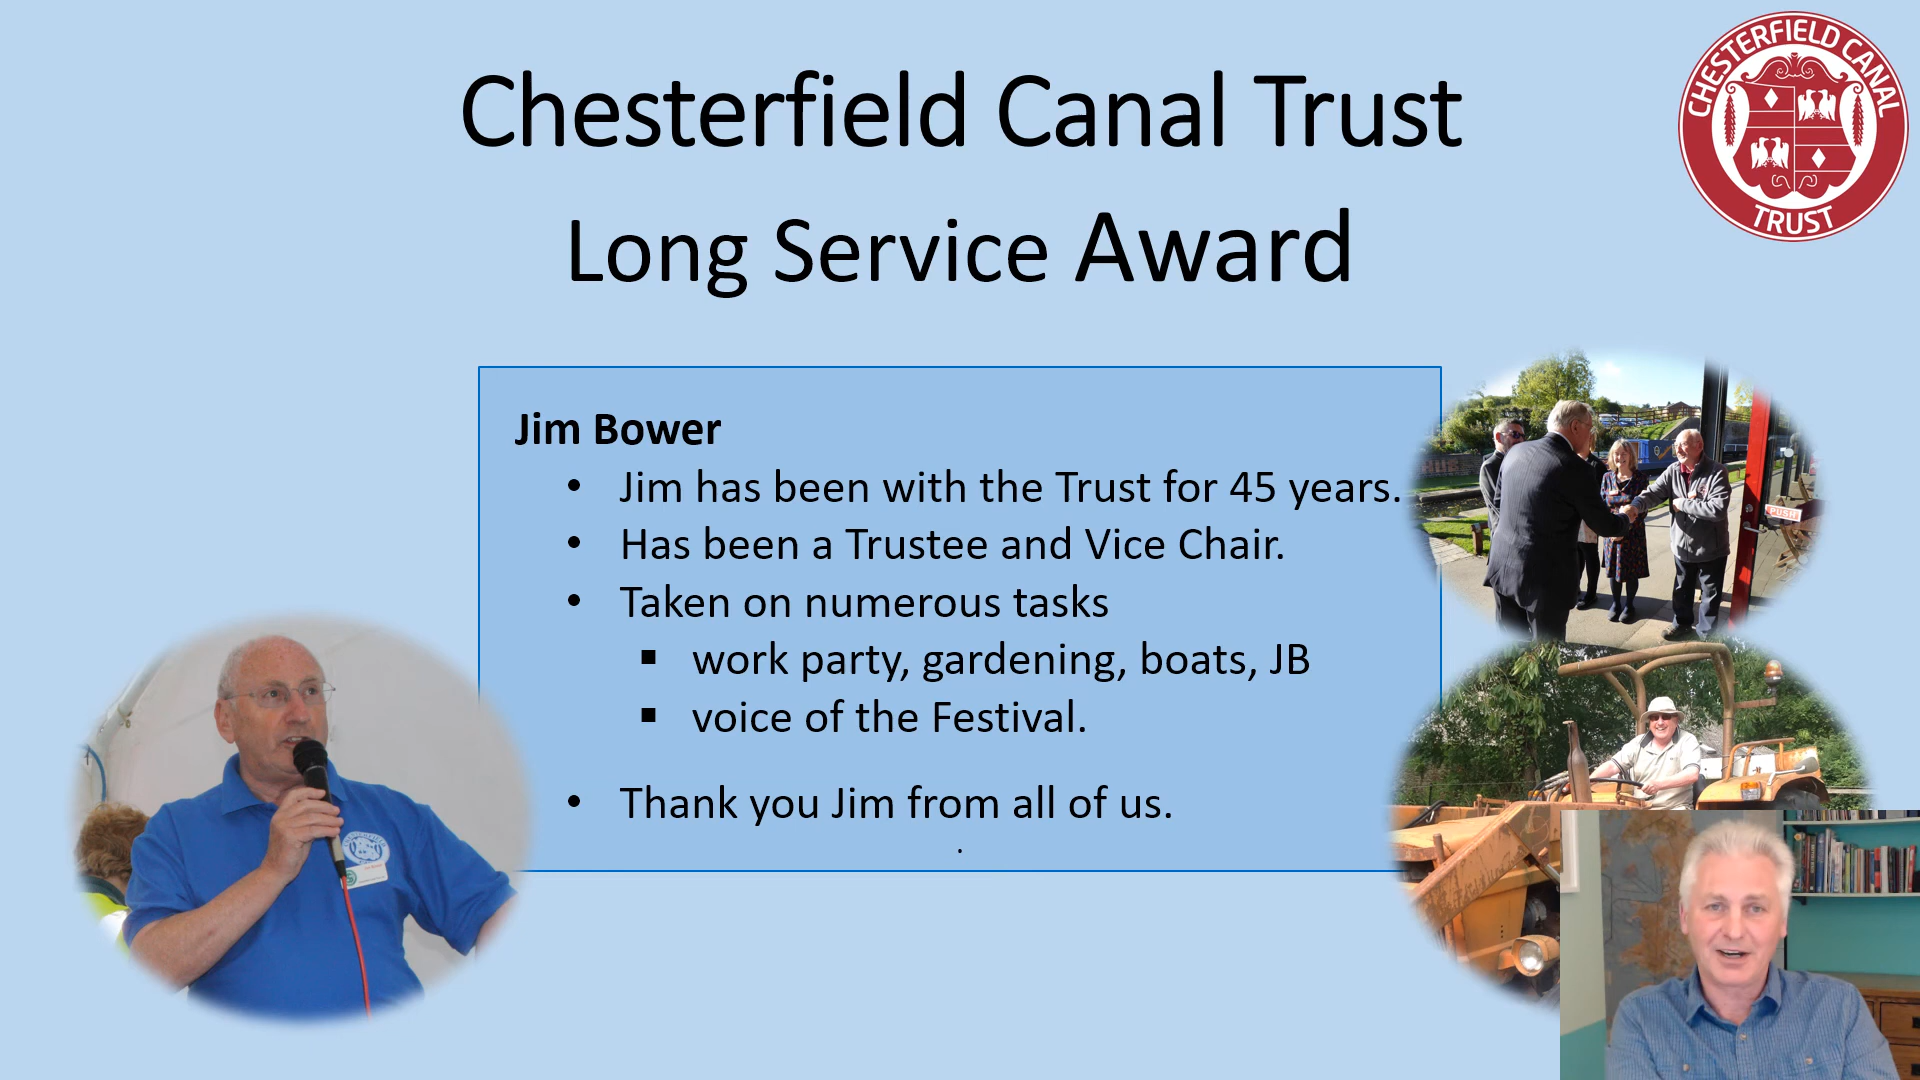 Chesterfield Canal Trust
Long Service Award
CHESTERFIELD CANAL
TRUST
Jim Bower
• Jim has been with the Trust for 45 years.
• Has been a Trustee and Vice Chair.
• Taken on numerous tasks
▪ work party, gardening, boats, JB
▪ voice of the Festival.
• Thank you Jim from all of us.
.
PUSH